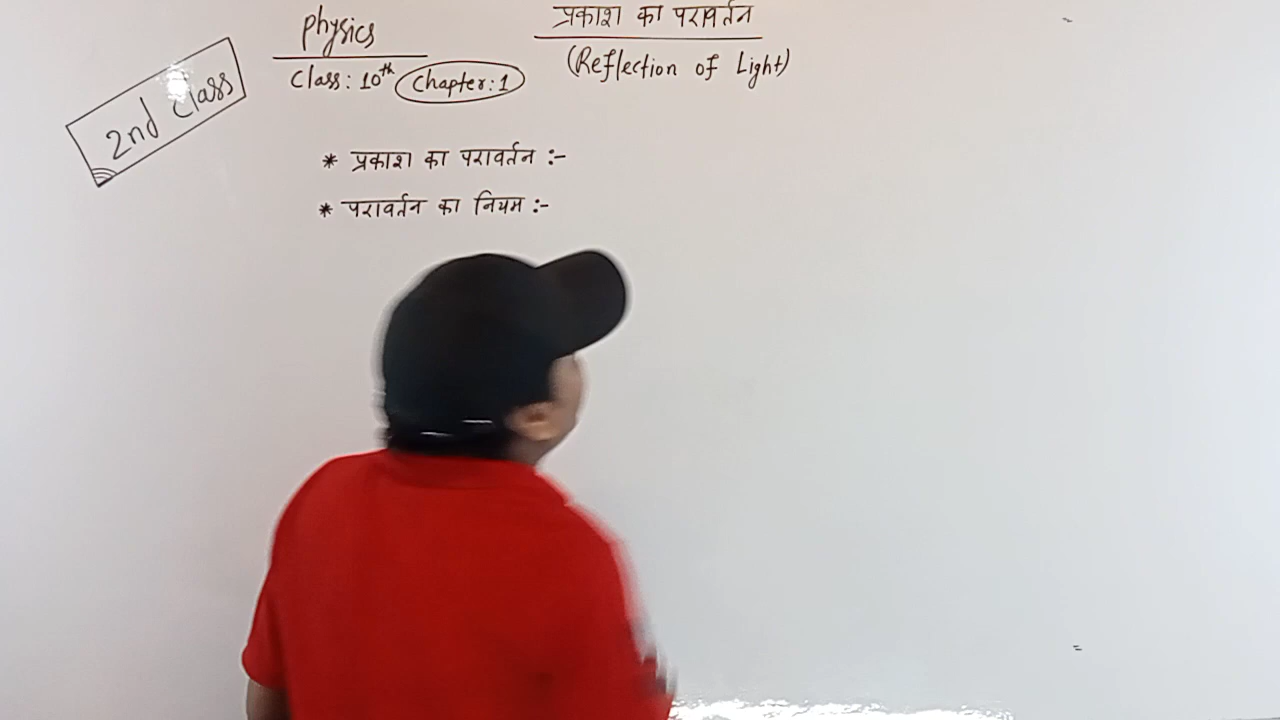 physics
Class: 10th Chapter: 1
2nd class
प्रकाश का परावर्तन
(Reflection of Light)
* प्रकाश का परावर्तन :-
* परावर्तन का नियम :-